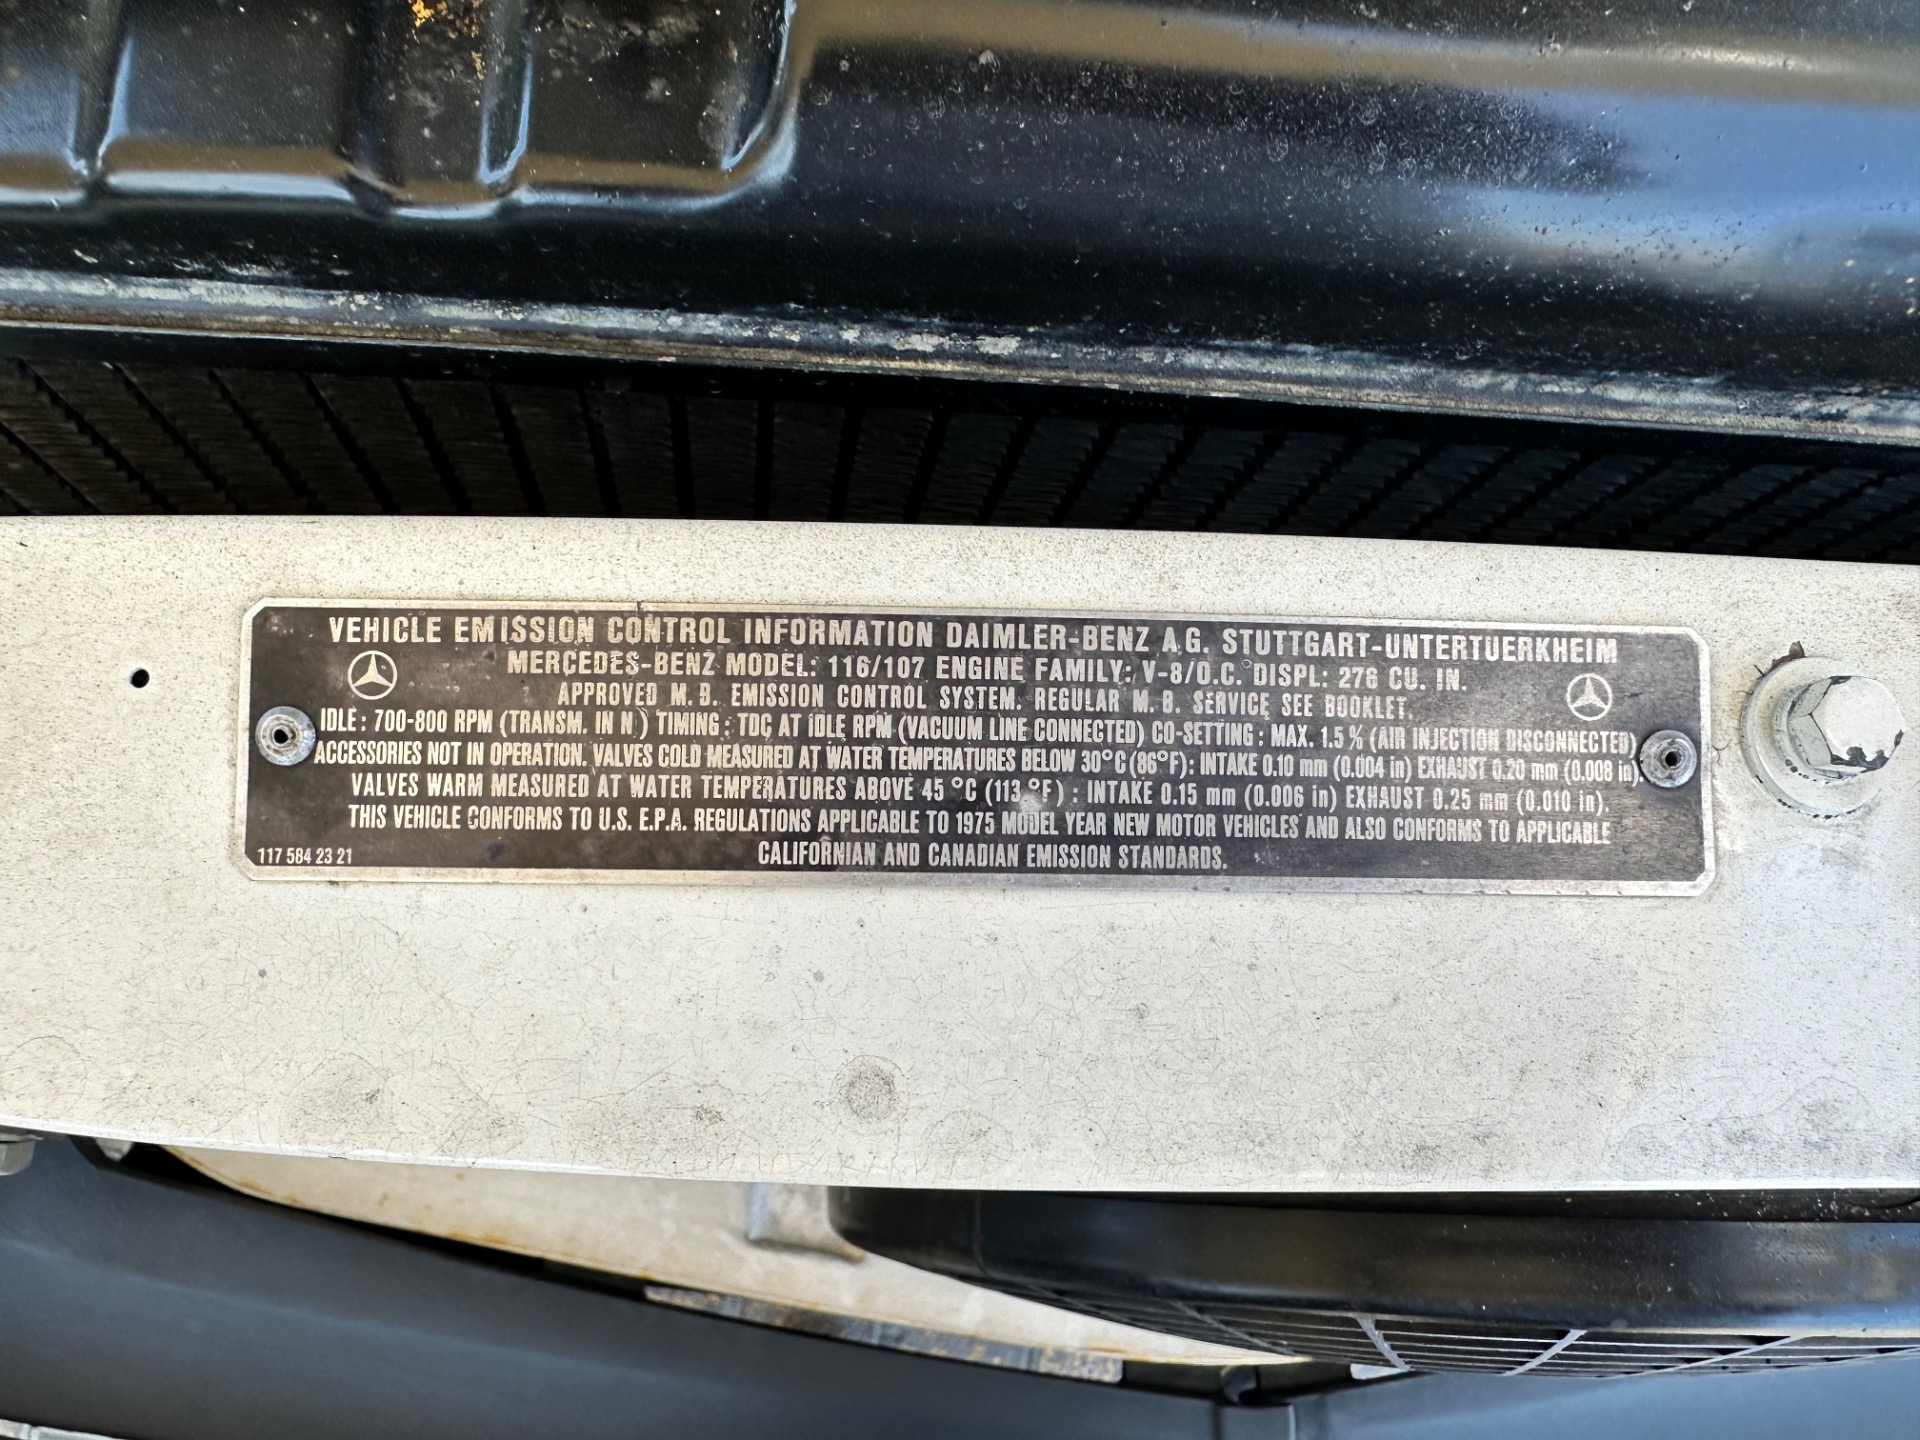 VEHICLE EMISSION CONTROL INFORMATION DAIMLER-BENZ A.G. STUTTGART-UNTERTUERKHEIM
MERCEDES-BENZ MODEL: 116/107 ENGINE FAMILY: V-8/O.C. DISPL: 276 CU. IN.
APPROVED M. B. EMISSION CONTROL SYSTEM. REGULAR M. B. SERVICE SEE BOOKLET.
IDLE: 700-800 RPM (TRANSM. IN N) TIMING: TDC AT IDLE RPM (VACUUM LINE CONNECTED) CO-SETTING: MAX. 1.5% (AIR INJECTION DISCONNECTED)
ACCESSORIES NOT IN OPERATION. VALVES COLD MEASURED AT WATER TEMPERATURES BELOW 30°C (86°F): INTAKE 0.10 mm (0.004 in) EXHAUST 0.20 mm (0.008 in).
VALVES WARM MEASURED AT WATER TEMPERATURES ABOVE 45°C (113°F): INTAKE 0.15 mm (0.006 in) EXHAUST 0.25 mm (0.010 in).
THIS VEHICLE CONFORMS TO U.S. E.P.A. REGULATIONS APPLICABLE TO 1975 MODEL YEAR NEW MOTOR VEHICLES AND ALSO CONFORMS TO APPLICABLE
CALIFORNIAN AND CANADIAN EMISSION STANDARDS.
117 584 23 21